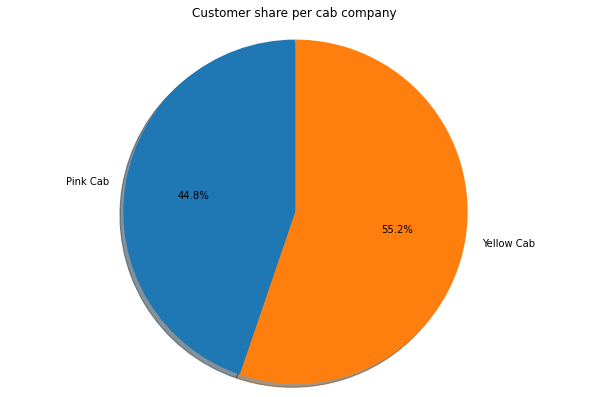 Customer share per cab company
Pink Cab
44.8%
55.2%
Yellow Cab